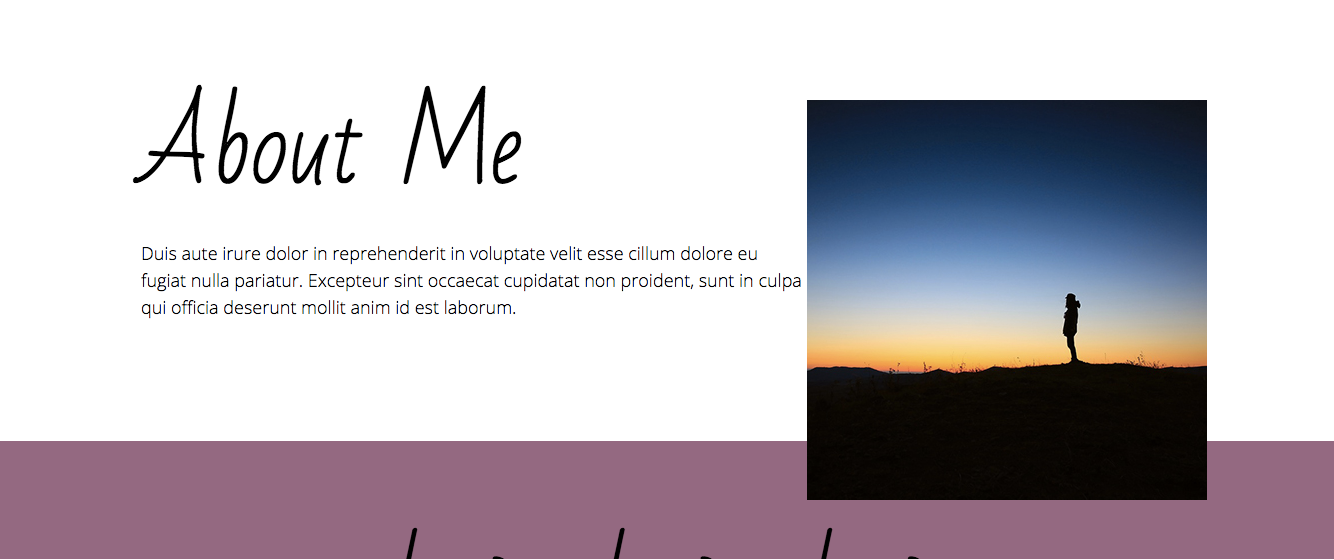 About Me
Duis aute irure dolor in reprehenderit in voluptate velit esse cillum dolore eu
fugiat nulla pariatur. Excepteur sint occaecat cupidatat non proident, sunt in culpa
qui officia deserunt mollit anim id est laborum.